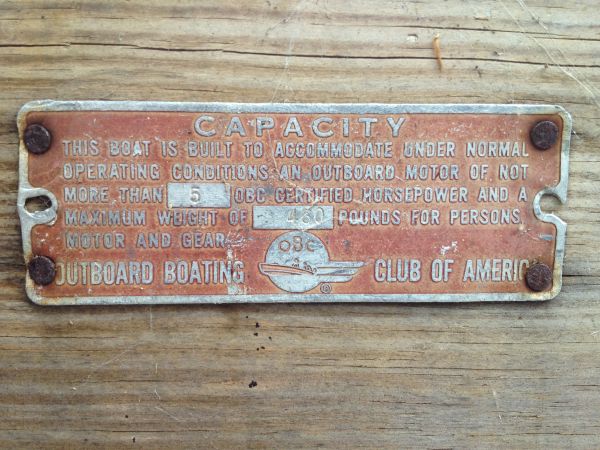 CAPACITY
THIS BOAT IS BUILT TO ACCOMMODATE UNDER NORMAL
OPERATING CONDITIONS AN OUTBOARD MOTOR OF NOT
MORE THAN 5 OBC CERTIFIED HORSEPOWER AND A
MAXIMUM WEIGHT OF 430 POUNDS FOR PERSONS,
MOTOR AND GEAR.
OBC
OUTBOARD BOATING CLUB OF AMERIC
®